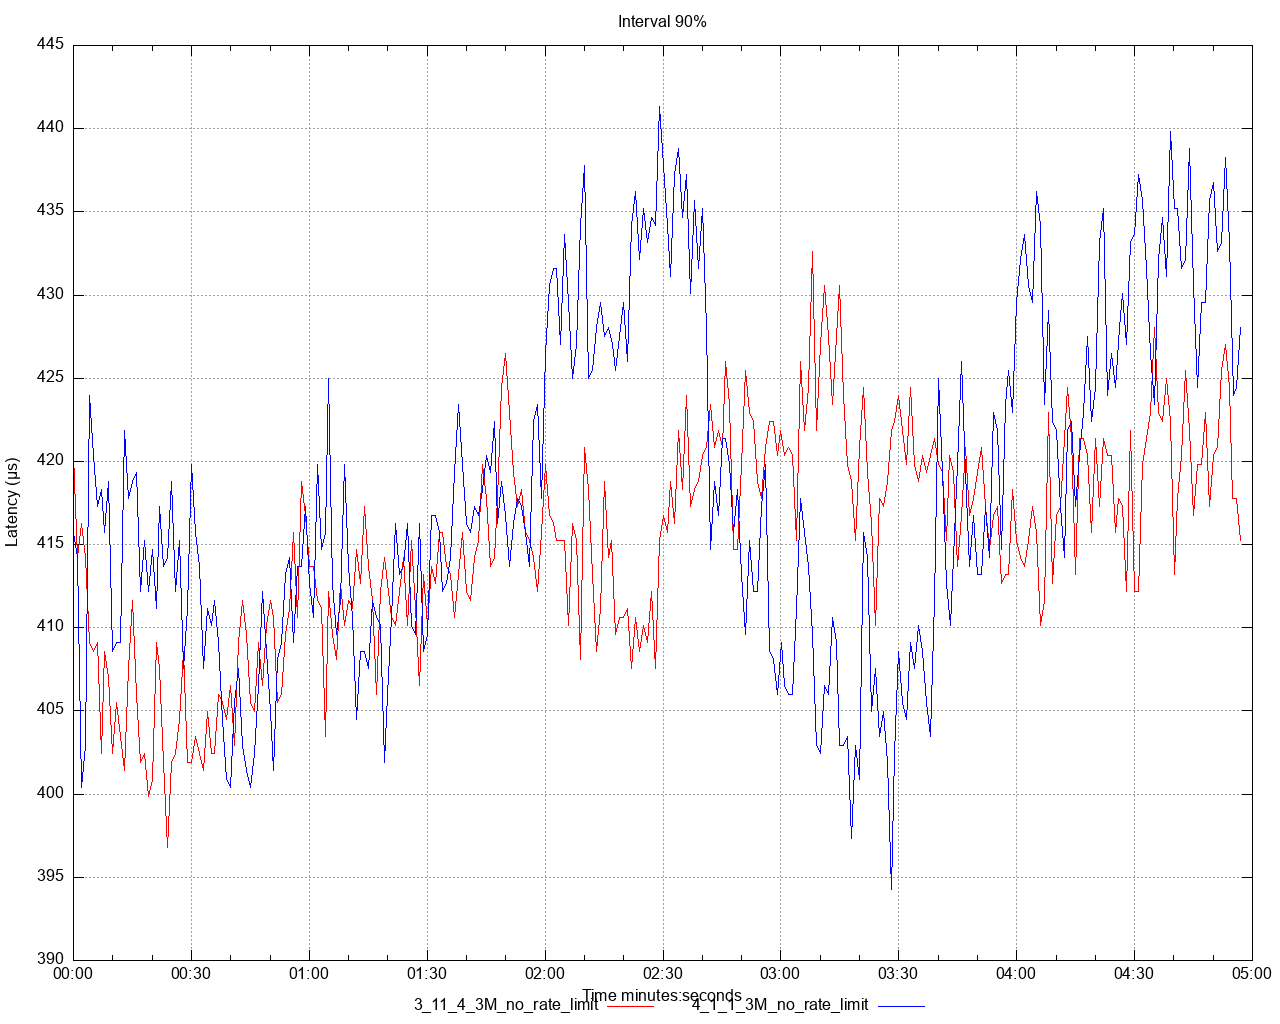 Interval 90%
445
440
435
430
425
420
415
410
405
400
395
390
Latency (µs)
00:00 00:30 01:00 01:30 02:00 02:30 03:00 03:30 04:00 04:30 05:00
Time minutes:seconds
3_11_4_3M_no_rate_limit 4_1_1_3M_no_rate_limit